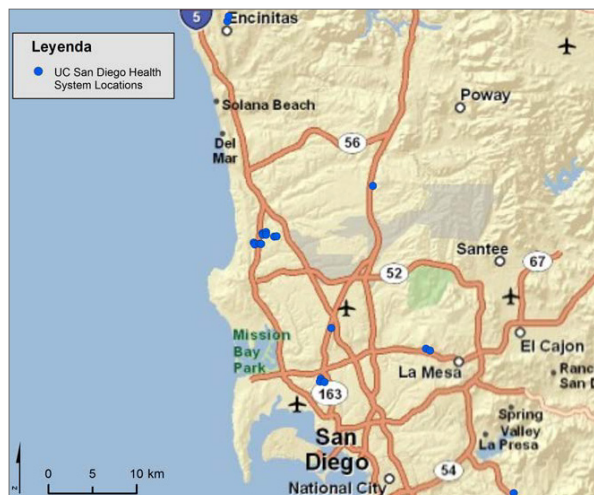 5
Encinitas
Leyenda
UC San Diego Health
System Locations
Solana Beach
Poway
Del
Mar
56
Santee
67
52
Mission
Bay
Park
El Cajon
La Mesa
Ranc
San D
163
Spring
Valley
La Presa
San
Diego
54
National City
0 5 10 km
z